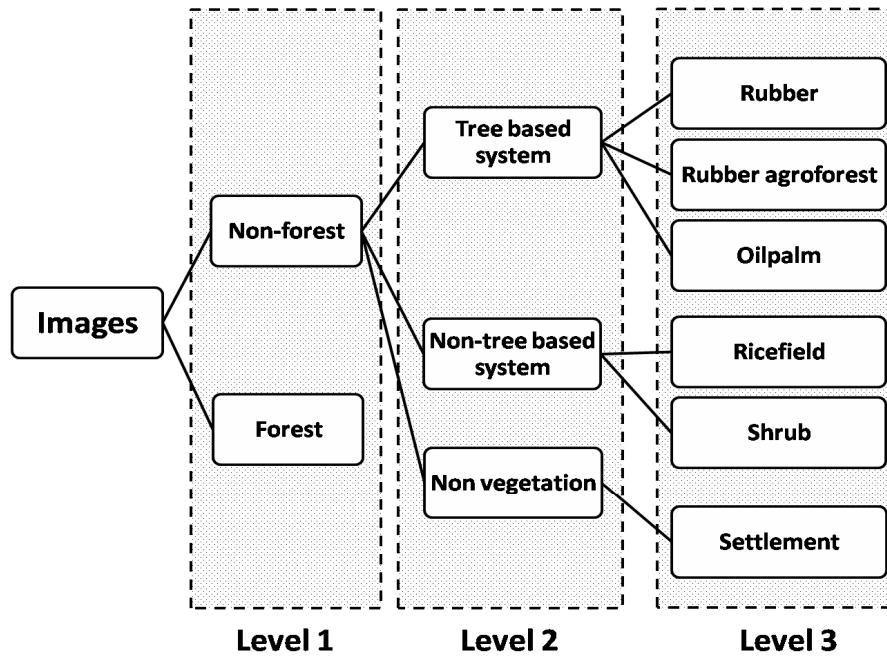 Images
Non-forest
Forest
Tree based
system
Non-tree based
system
Non vegetation
Rubber
Rubber agroforest
Oilpalm
Ricefield
Shrub
Settlement
Level 1
Level 2
Level 3